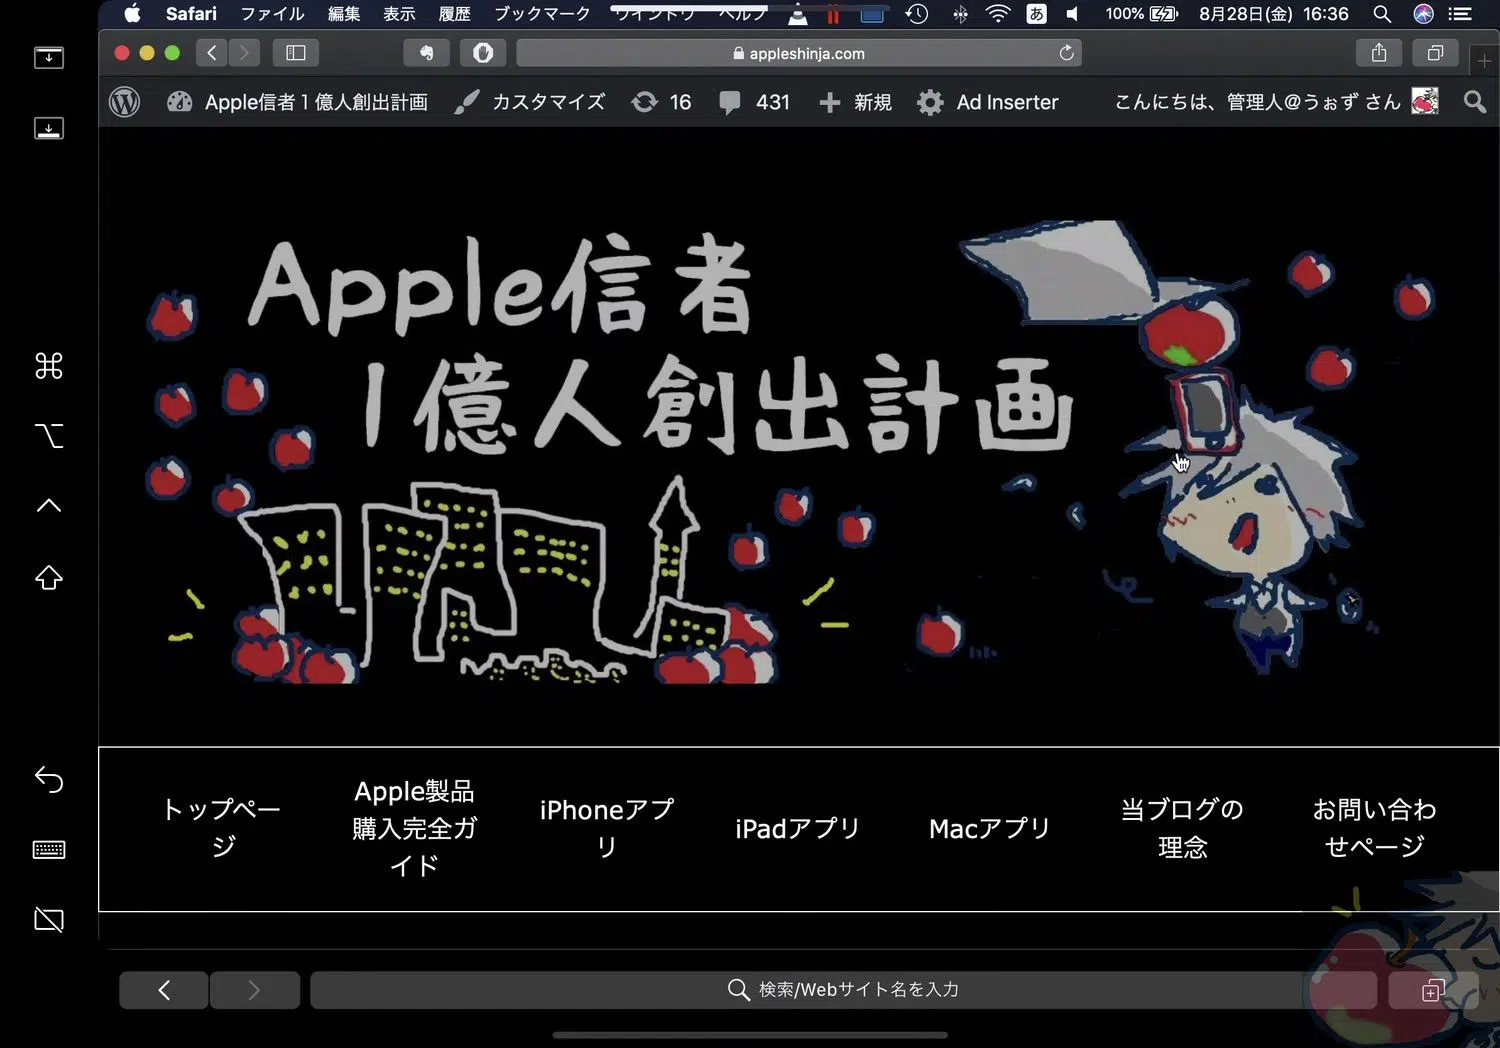 Safari ファイル 編集 表示 履歴 ブックマーク ウインドウ ヘルプ あ 100% 8月28日(金) 16:36
appleshinja.com
Apple信者1億人創出計画 カスタマイズ 16 431 新規 Ad Inserter こんにちは、管理人@うぉず さん
Apple信者
1億人創出計画
トップペー
ジ
Apple製品
購入完全ガ
イド
iPhoneアプ
リ
iPadアプリ
Macアプリ
当ブログの
理念
お問い合わ
せページ
検索/Webサイト名を入力